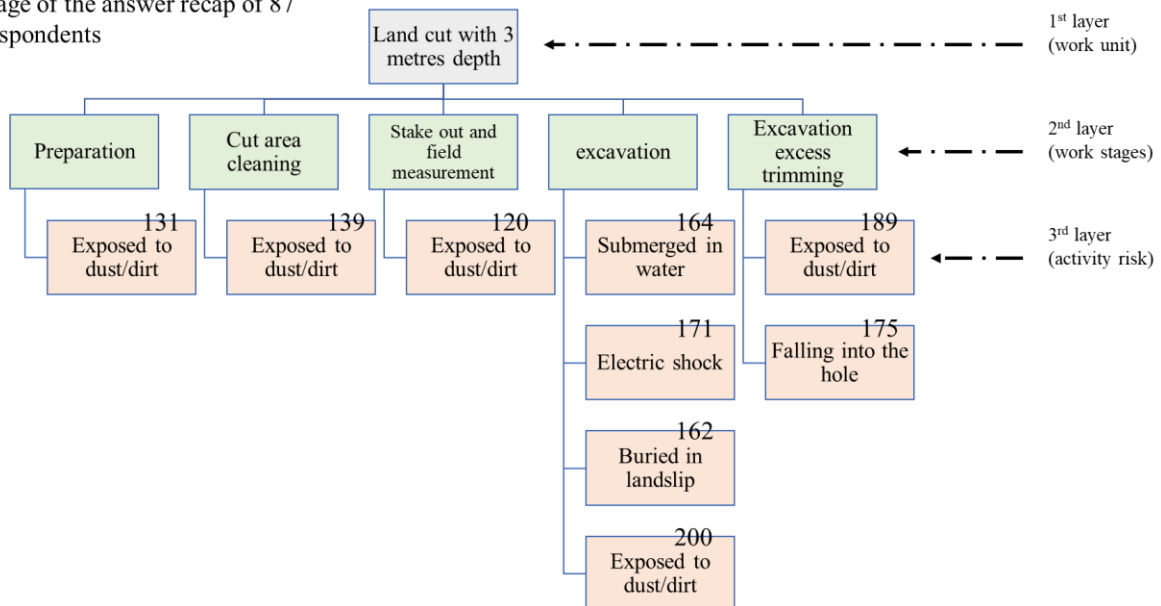 of the answer recap of 87
Land cut with 3
metres depth
1st layer
(work unit)
Preparation
Cut area
cleaning
Stake out and
field
measurement
excavation
Excavation
excess
trimming
2nd layer
(work stages)
131
Exposed to
dust/dirt
139
Exposed to
dust/dirt
120
Exposed to
dust/dirt
164
Submerged in
water
189
Exposed to
dust/dirt
3rd layer
(activity risk)
171
Electric shock
175
Falling into the
hole
162
Buried in
landslip
200
Exposed to
dust/dirt